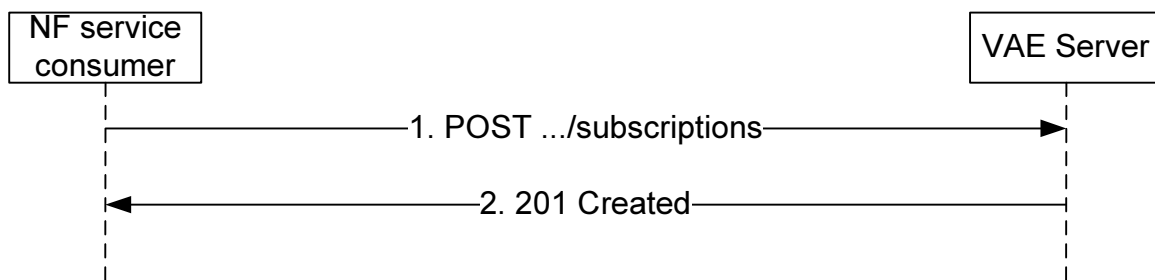 NF service
consumer
VAE Server
1. POST .../subscriptions
2. 201 Created